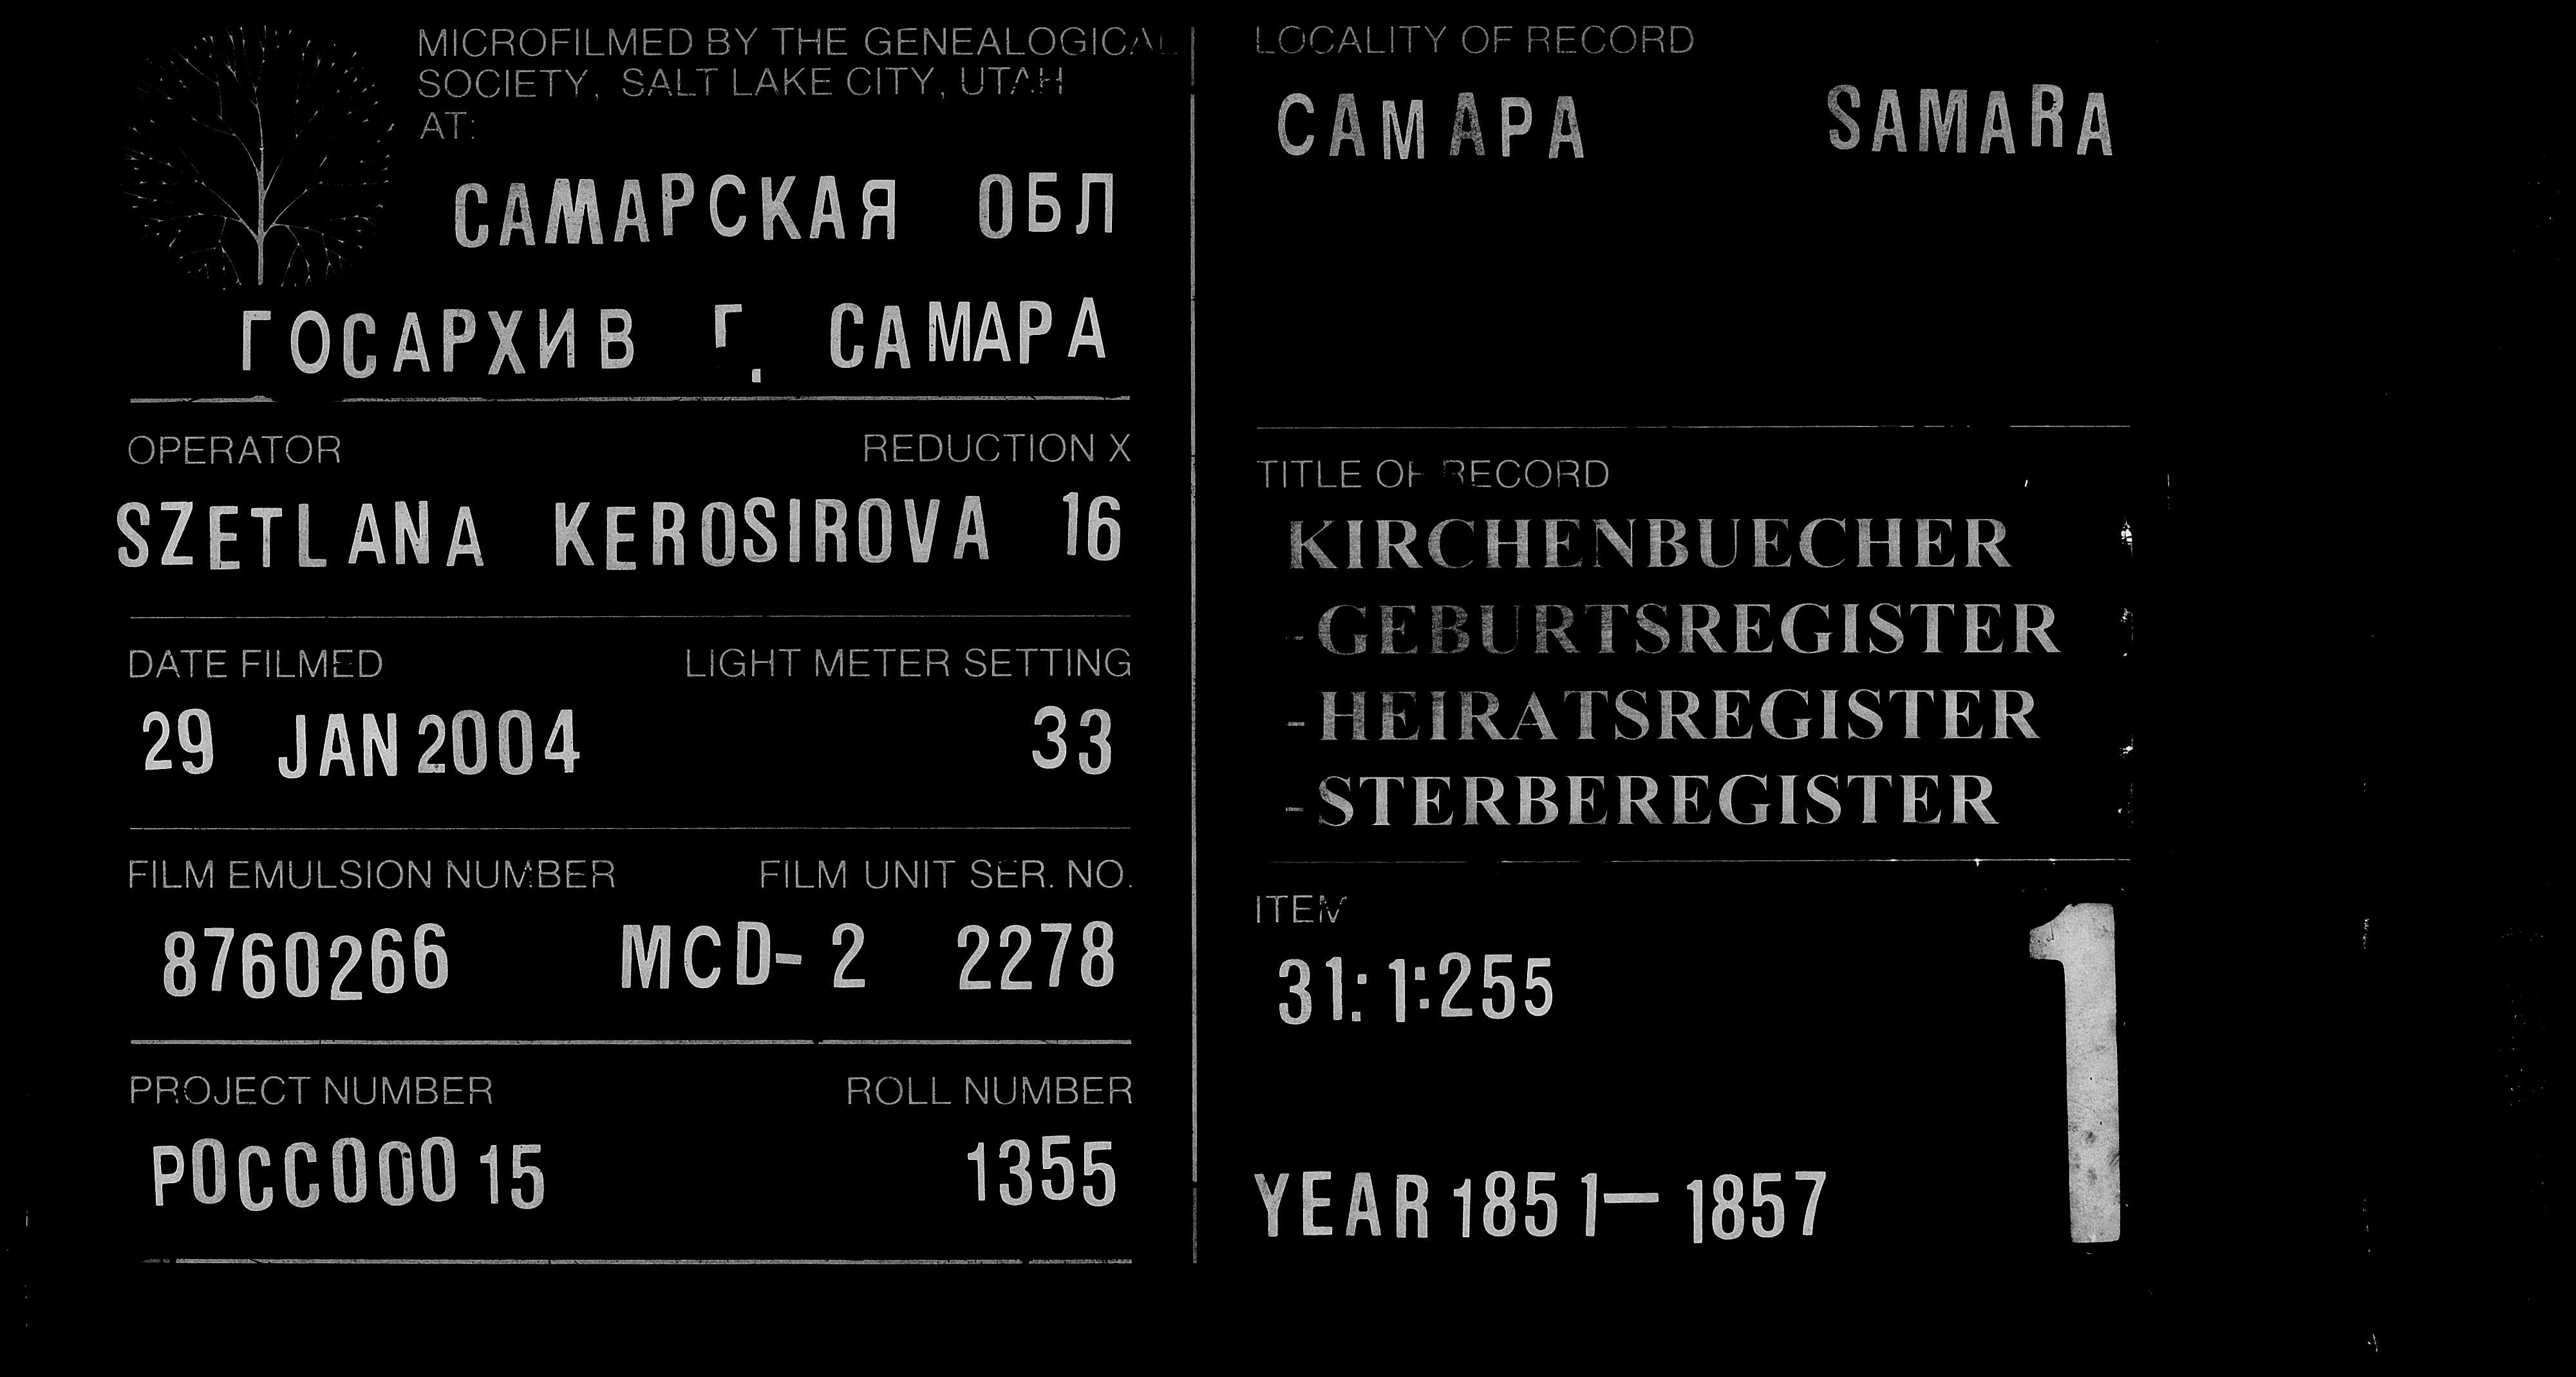 MICROFILMED BY THE GENEALOGICAL
SOCIETY, SALT LAKE CITY, UTAH
AT:
САМАРСКАЯ ОБЛ
ГОСАРХИВ Г. САМАРА
OPERATOR REDUCTION X
SZETLANA KEROSIROVA 16
DATE FILMED LIGHT METER SETTING
29 JAN 2004 33
FILM EMULSION NUMBER FILM UNIT SER. NO.
8760266 MCD-2 2278
PROJECT NUMBER ROLL NUMBER
РОСС00015 1355
LOCALITY OF RECORD
САМАРА SAMARA
TITLE OF RECORD
KIRCHENBUECHER
-GEBURTSREGISTER
-HEIRATSREGISTER
-STERBEREGISTER
ITEM
31:1:255
1
YEAR 1851—1857